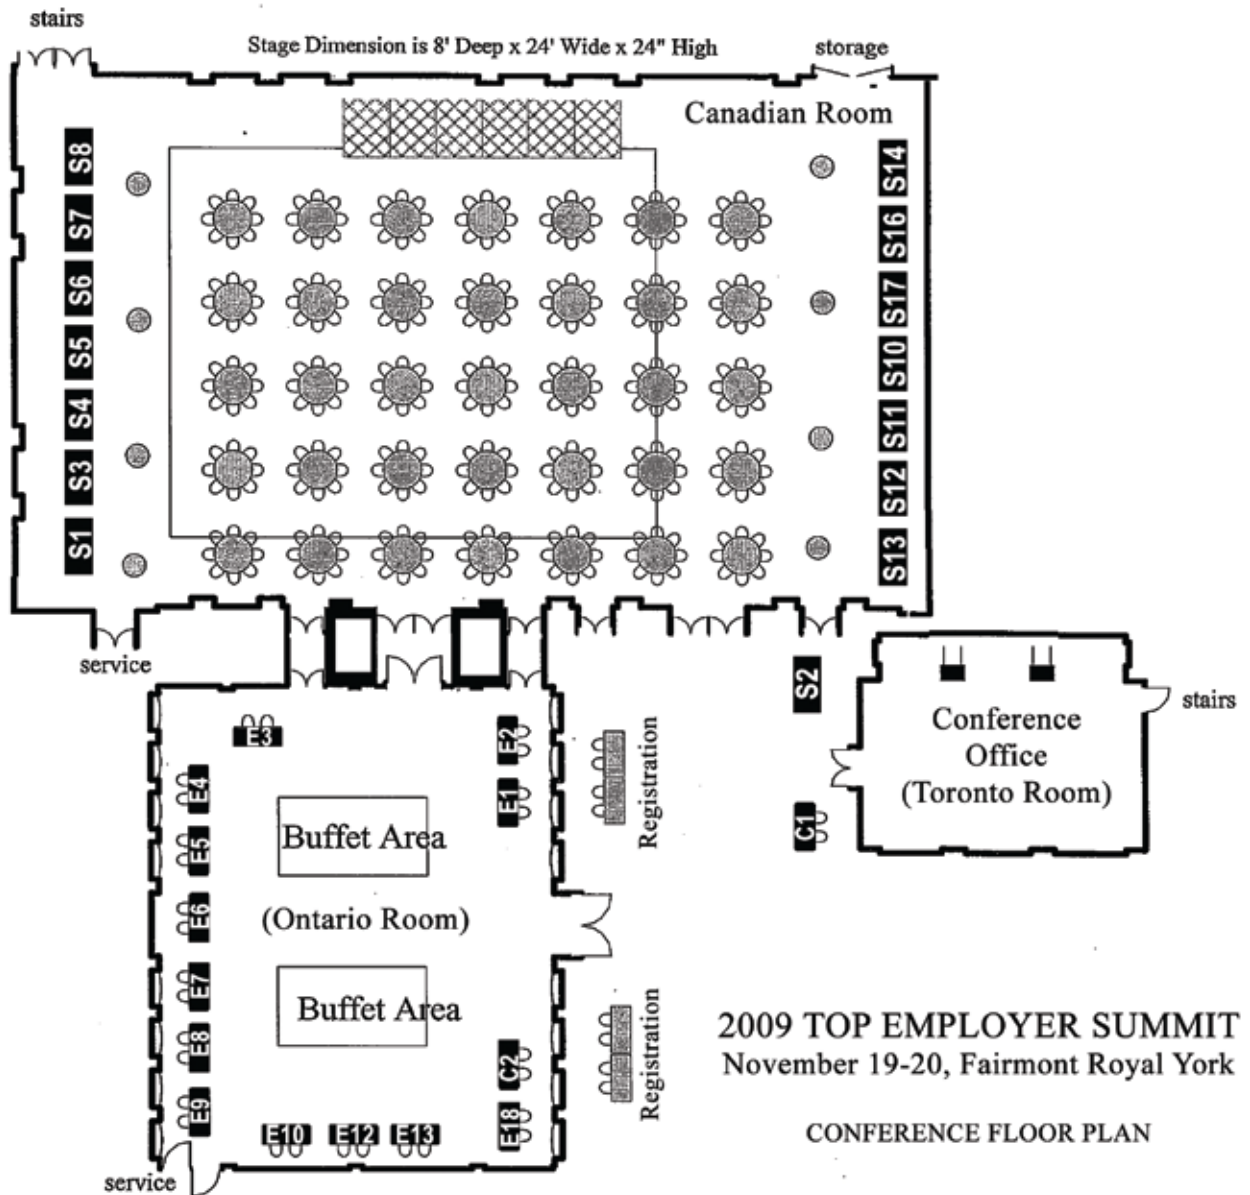 stairs
Stage Dimension is 8' Deep x 24' Wide x 24" High
storage
Canadian Room
S8
S7
S6
S5
S4
S3
S1
S14
S16
S17
S10
S11
S12
S13
service
S2
stairs
Conference
Office
(Toronto Room)
C1
E3
E2
E1
Registration
E4
E5
E6
E7
E8
E9
Buffet Area
(Ontario Room)
Buffet Area
C2
E18
Registration
E10
E12
E13
service
2009 TOP EMPLOYER SUMMIT
November 19-20, Fairmont Royal York
CONFERENCE FLOOR PLAN